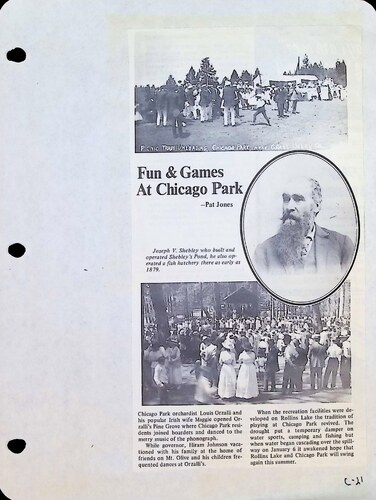 Fun & Games
At Chicago Park
—Pat Jones
Joseph V. Shebley who built and
operated Shebley's Pond, he also op-
erated a fish hatchery there as early at
1879.
Chicago Park orchardist Louis Orzalli and
his popular Irish wife Maggie opened Or-
zalli's Pine Grove where Chicago Park resi-
dents joined boarders and danced to the
merry music of the phonograph.
While governor, Hiram Johnson vaca-
tioned with his family at the home of
friends on Mt. Olive and his children fre-
quented dances at Orzalli's.
When the recreation facilities were de-
veloped on Rollins Lake the tradition of
playing at Chicago Park revived. The
drought put a temporary damper on
water sports, camping and fishing but
when water began cascading over the spill-
way on January 6 it awakened hope that
Rollins Lake and Chicago Park will swing
again this summer.
C-21